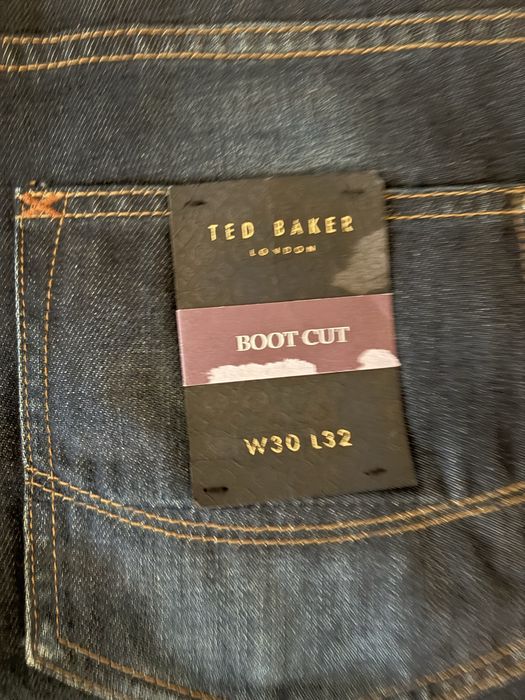 TED BAKER
LONDON
BOOT CUT
W30 L32